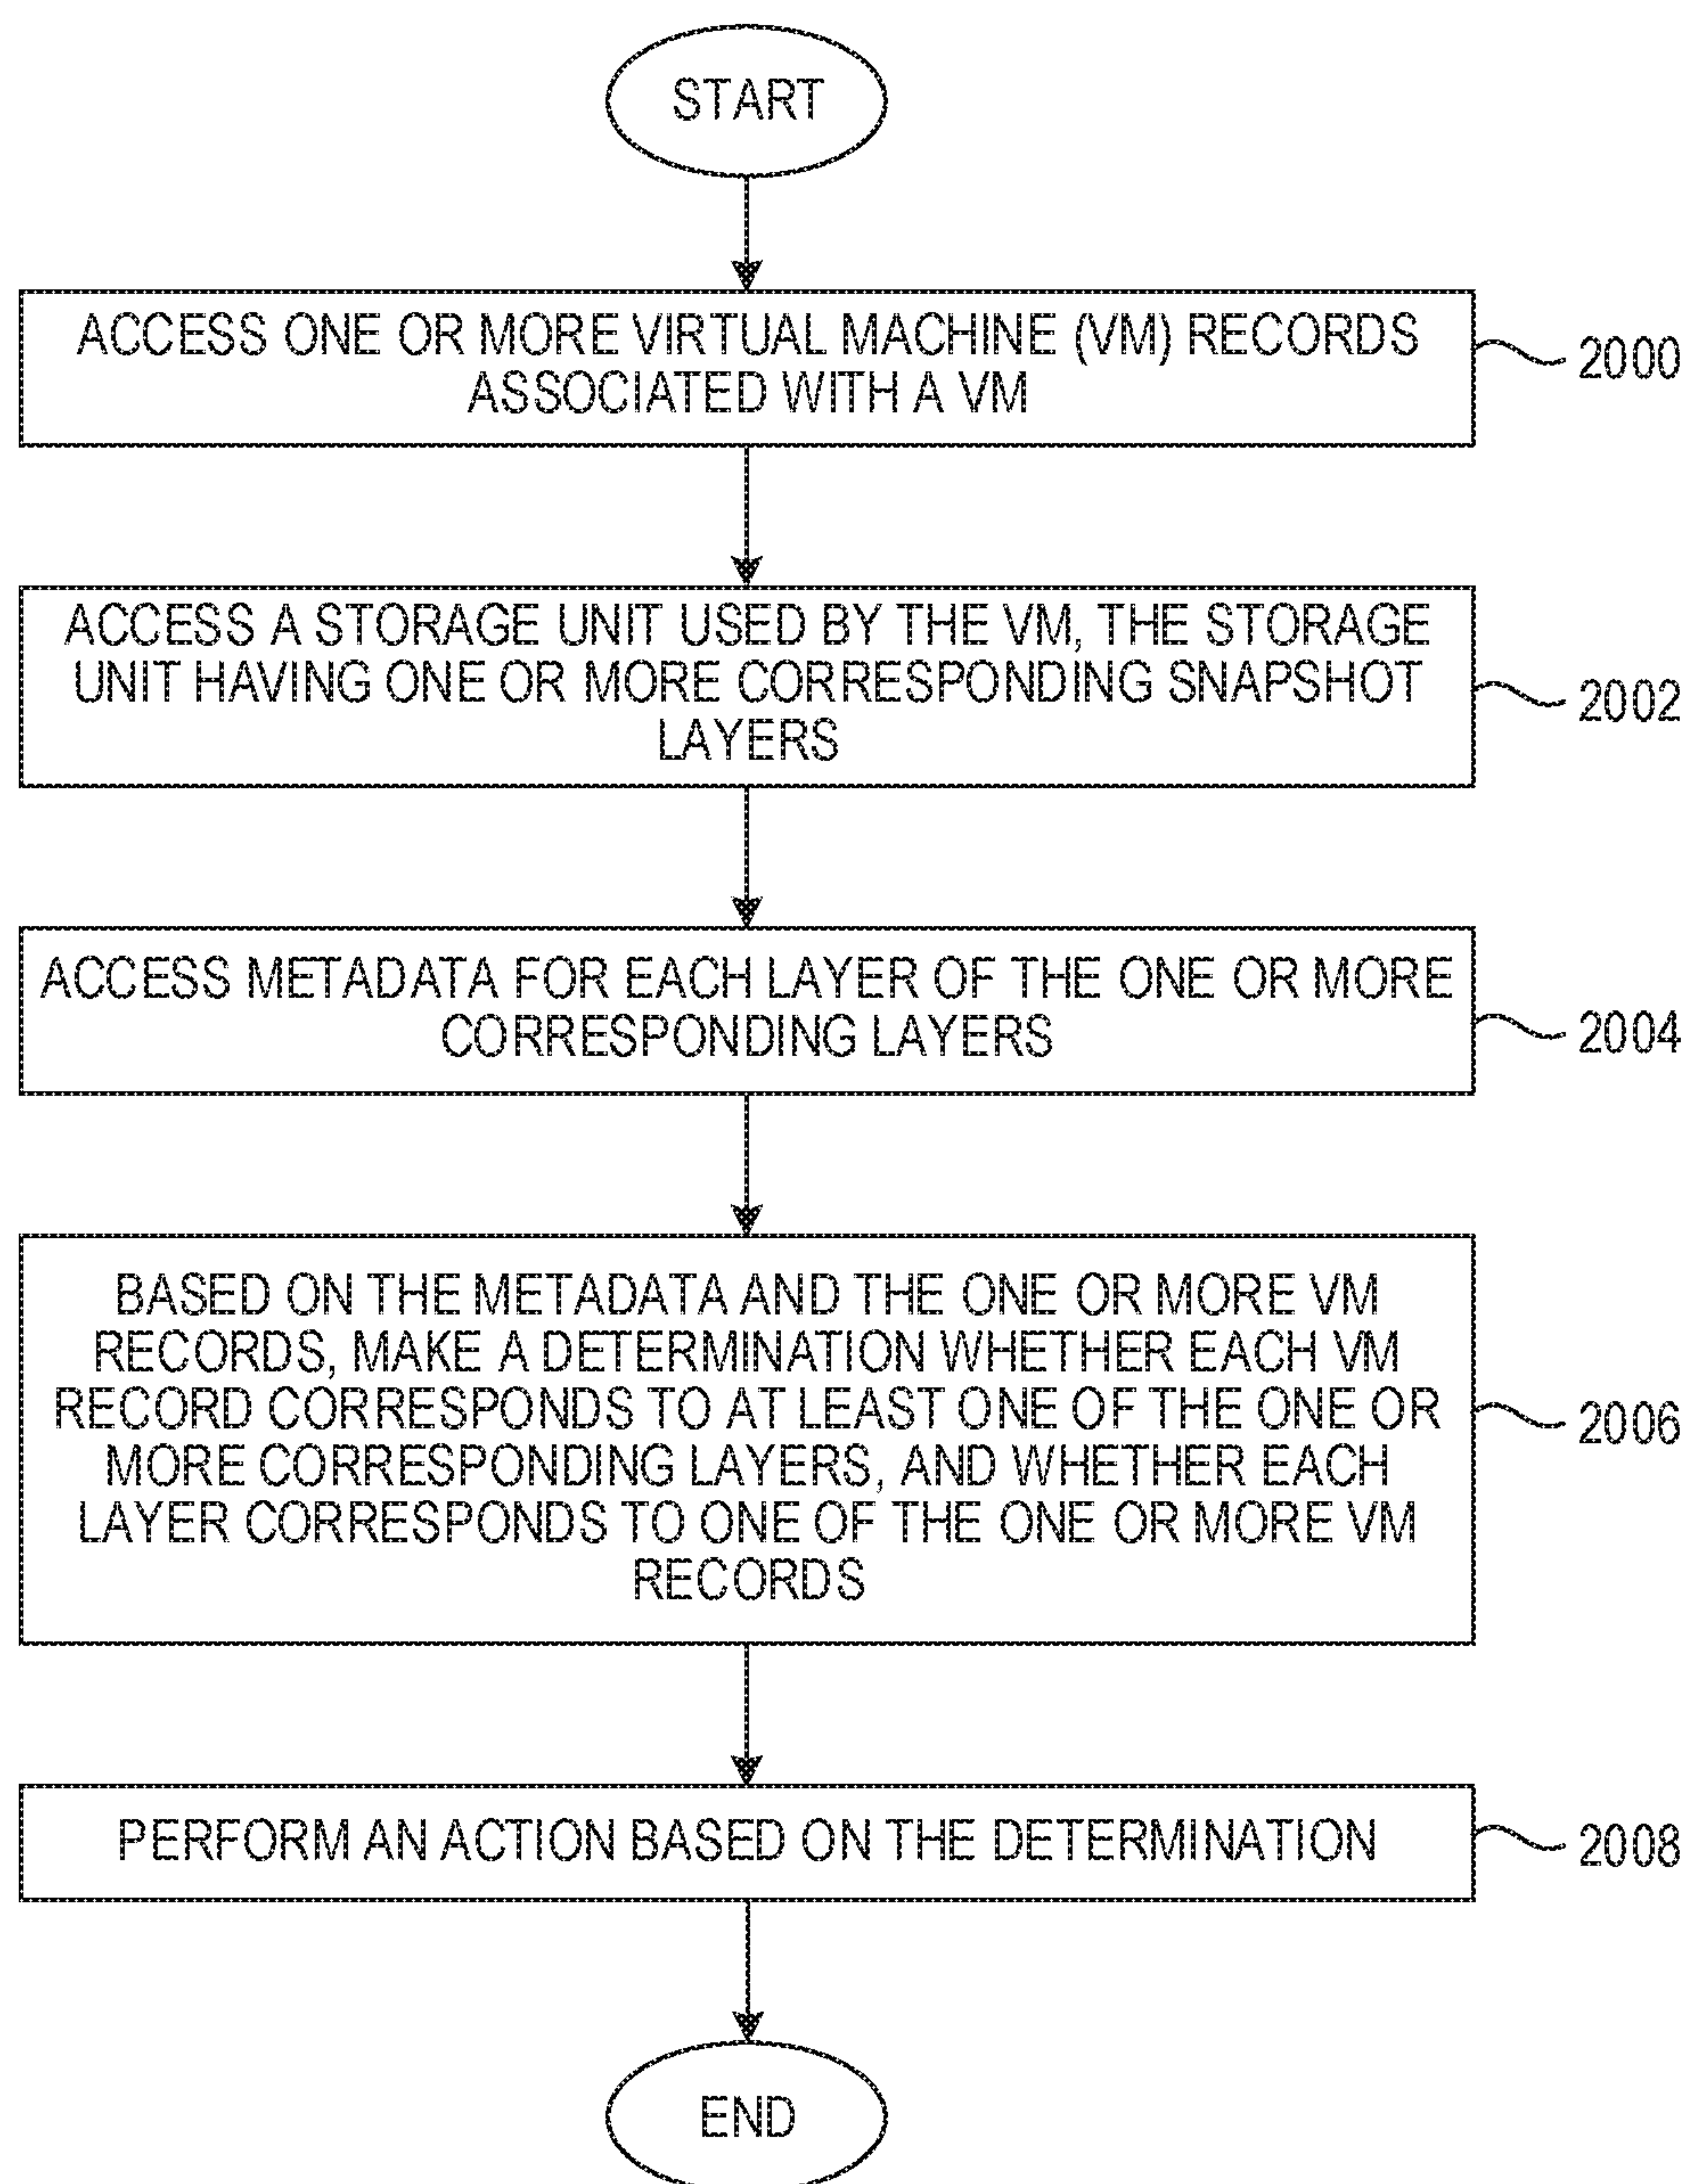 START
ACCESS ONE OR MORE VIRTUAL MACHINE (VM) RECORDS
ASSOCIATED WITH A VM
2000
ACCESS A STORAGE UNIT USED BY THE VM, THE STORAGE
UNIT HAVING ONE OR MORE CORRESPONDING SNAPSHOT
LAYERS
2002
ACCESS METADATA FOR EACH LAYER OF THE ONE OR MORE
CORRESPONDING LAYERS
2004
BASED ON THE METADATA AND THE ONE OR MORE VM
RECORDS, MAKE A DETERMINATION WHETHER EACH VM
RECORD CORRESPONDS TO AT LEAST ONE OF THE ONE OR
MORE CORRESPONDING LAYERS, AND WHETHER EACH
LAYER CORRESPONDS TO ONE OF THE ONE OR MORE VM
RECORDS
2006
PERFORM AN ACTION BASED ON THE DETERMINATION
2008
END